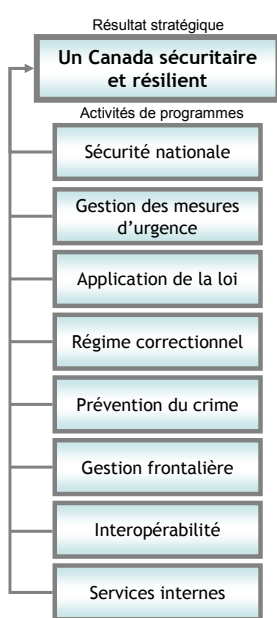 Résultat stratégique
Un Canada sécuritaire
et résilient
Activités de programmes
Sécurité nationale
Gestion des mesures
d’urgence
Application de la loi
Régime correctionnel
Prévention du crime
Gestion frontalière
Interopérabilité
Services internes